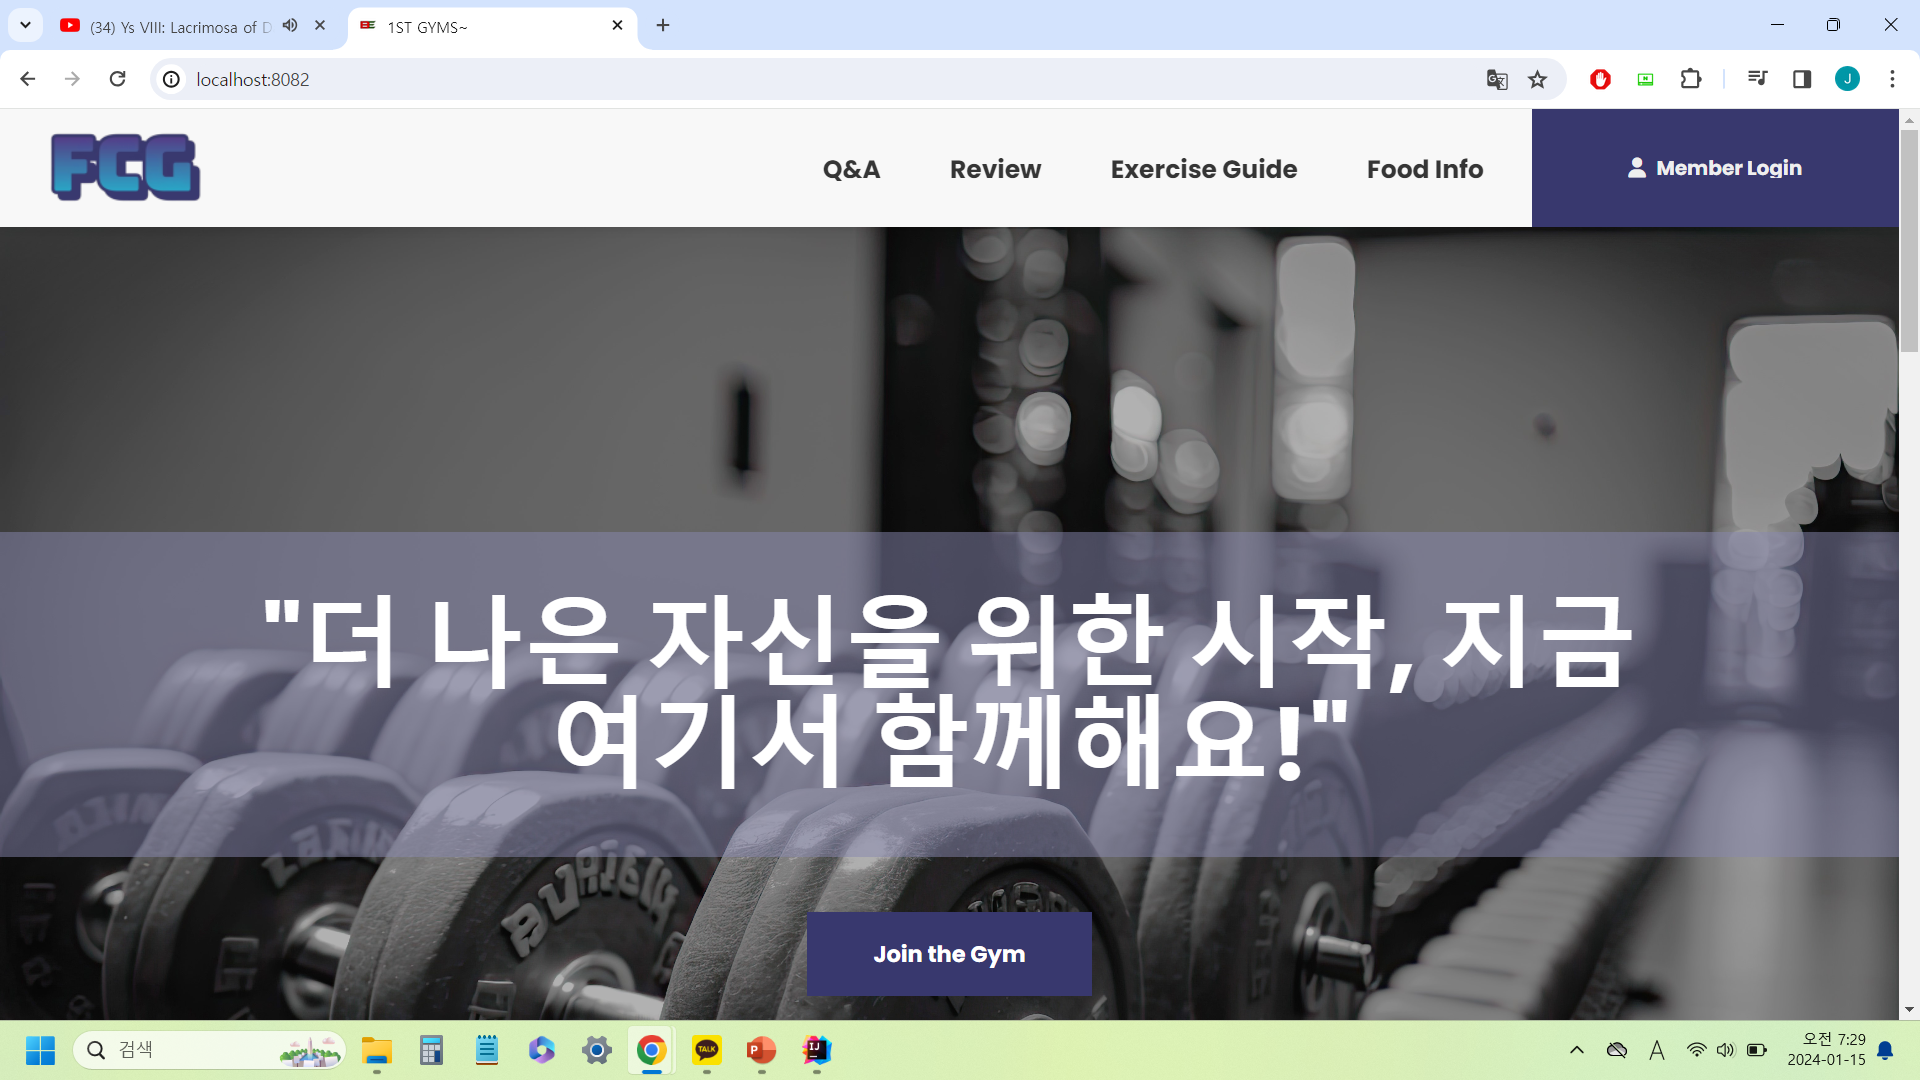 (34) Ys VIII: Lacrimosa of D
1ST GYMS~
localhost:8082
J
FCG
Q&A
Review
Exercise Guide
Food Info
Member Login
"더 나은 자신을 위한 시작, 지금
여기서 함께해요!"
Join the Gym
검색
TALK
P
IJ
A
오전 7:29
2024-01-15